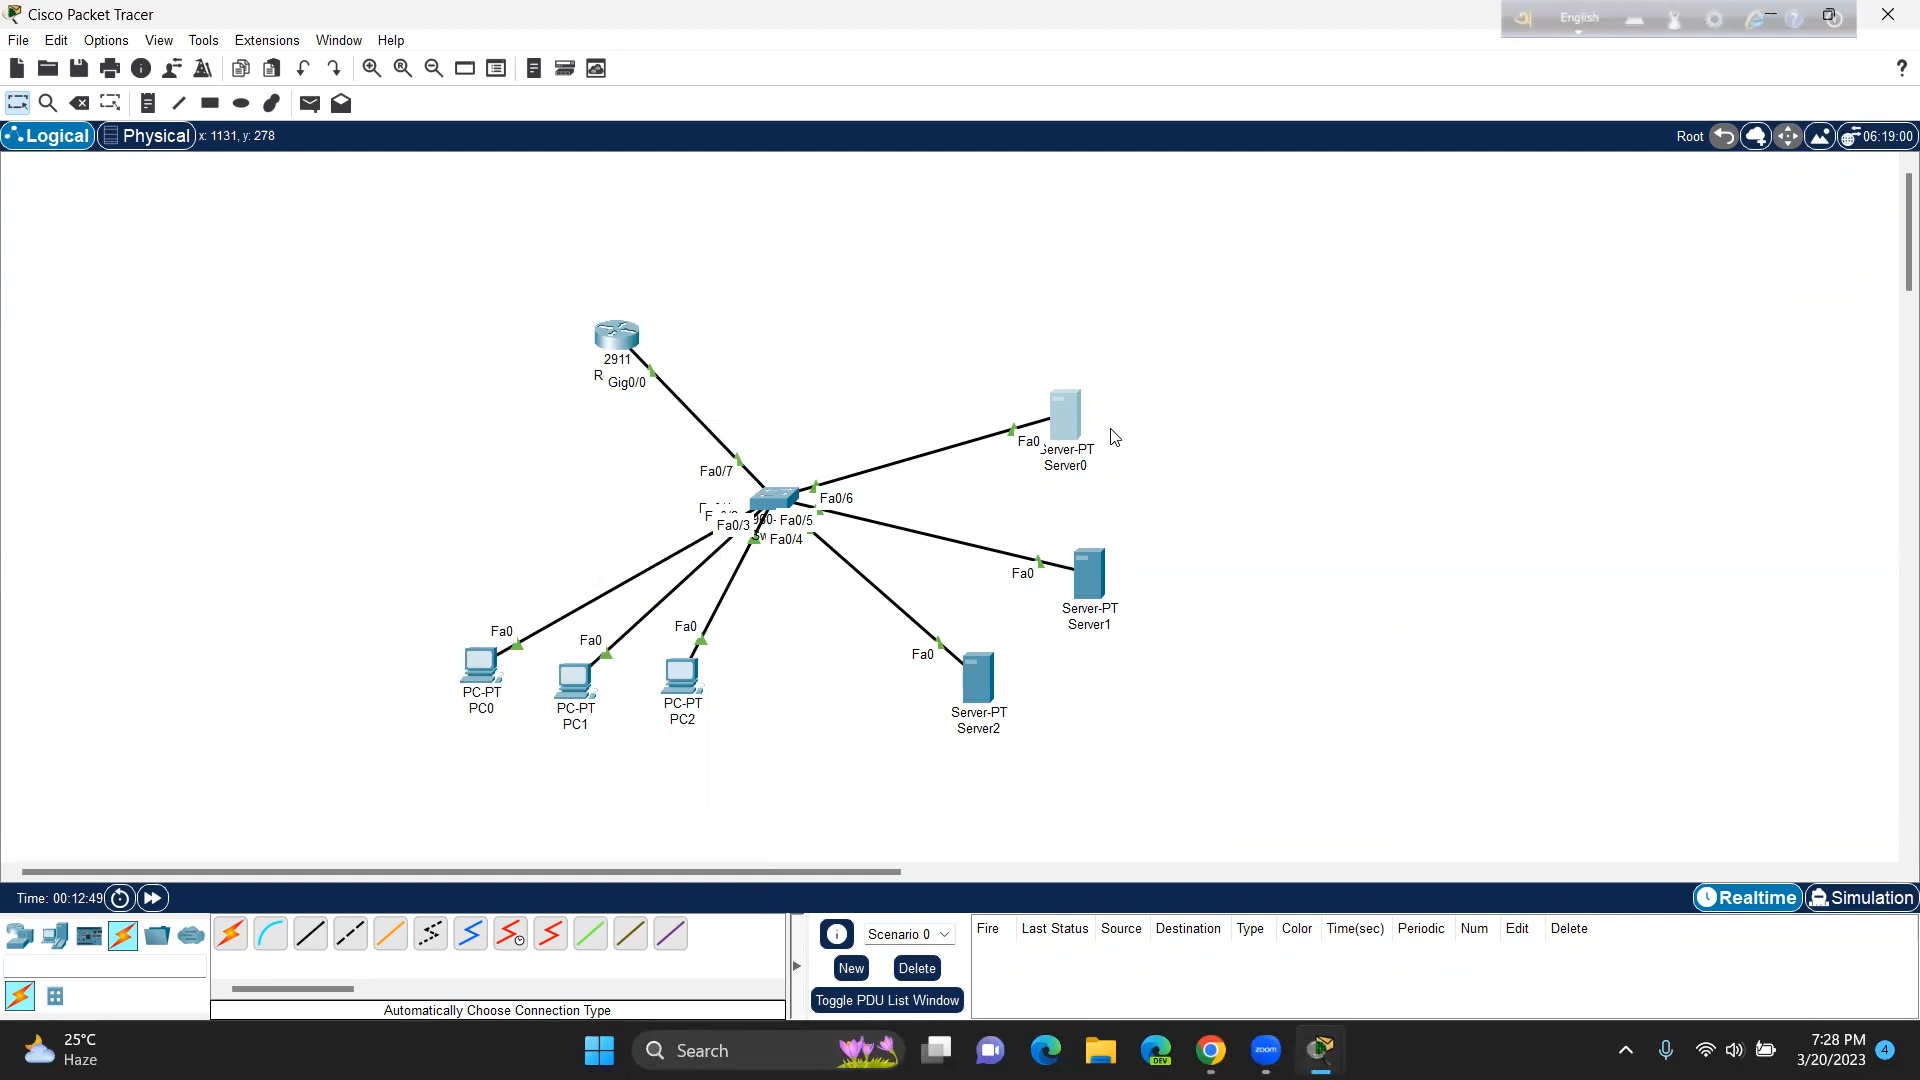 Cisco Packet Tracer
English
File Edit Options View Tools Extensions Window Help
?
Logical Physical x: 1131, y: 278
Root 06:19:00
2911
Gig0/0
Fa0
Server-PT
Server0
Fa0/7
Fa0/6
Fa0/3 Fa0/5
Fa0/4
Fa0
Server-PT
Server1
Fa0
Fa0
Fa0
Fa0
PC-PT
PC0
PC-PT
PC1
PC-PT
PC2
Server-PT
Server2
Time: 00:12:49
Realtime Simulation
Scenario 0
New Delete
Toggle PDU List Window
Fire Last Status Source Destination Type Color Time(sec) Periodic Num Edit Delete
Automatically Choose Connection Type
25°C
Haze
Search
DEV
zoom
7:28 PM
3/20/2023
4